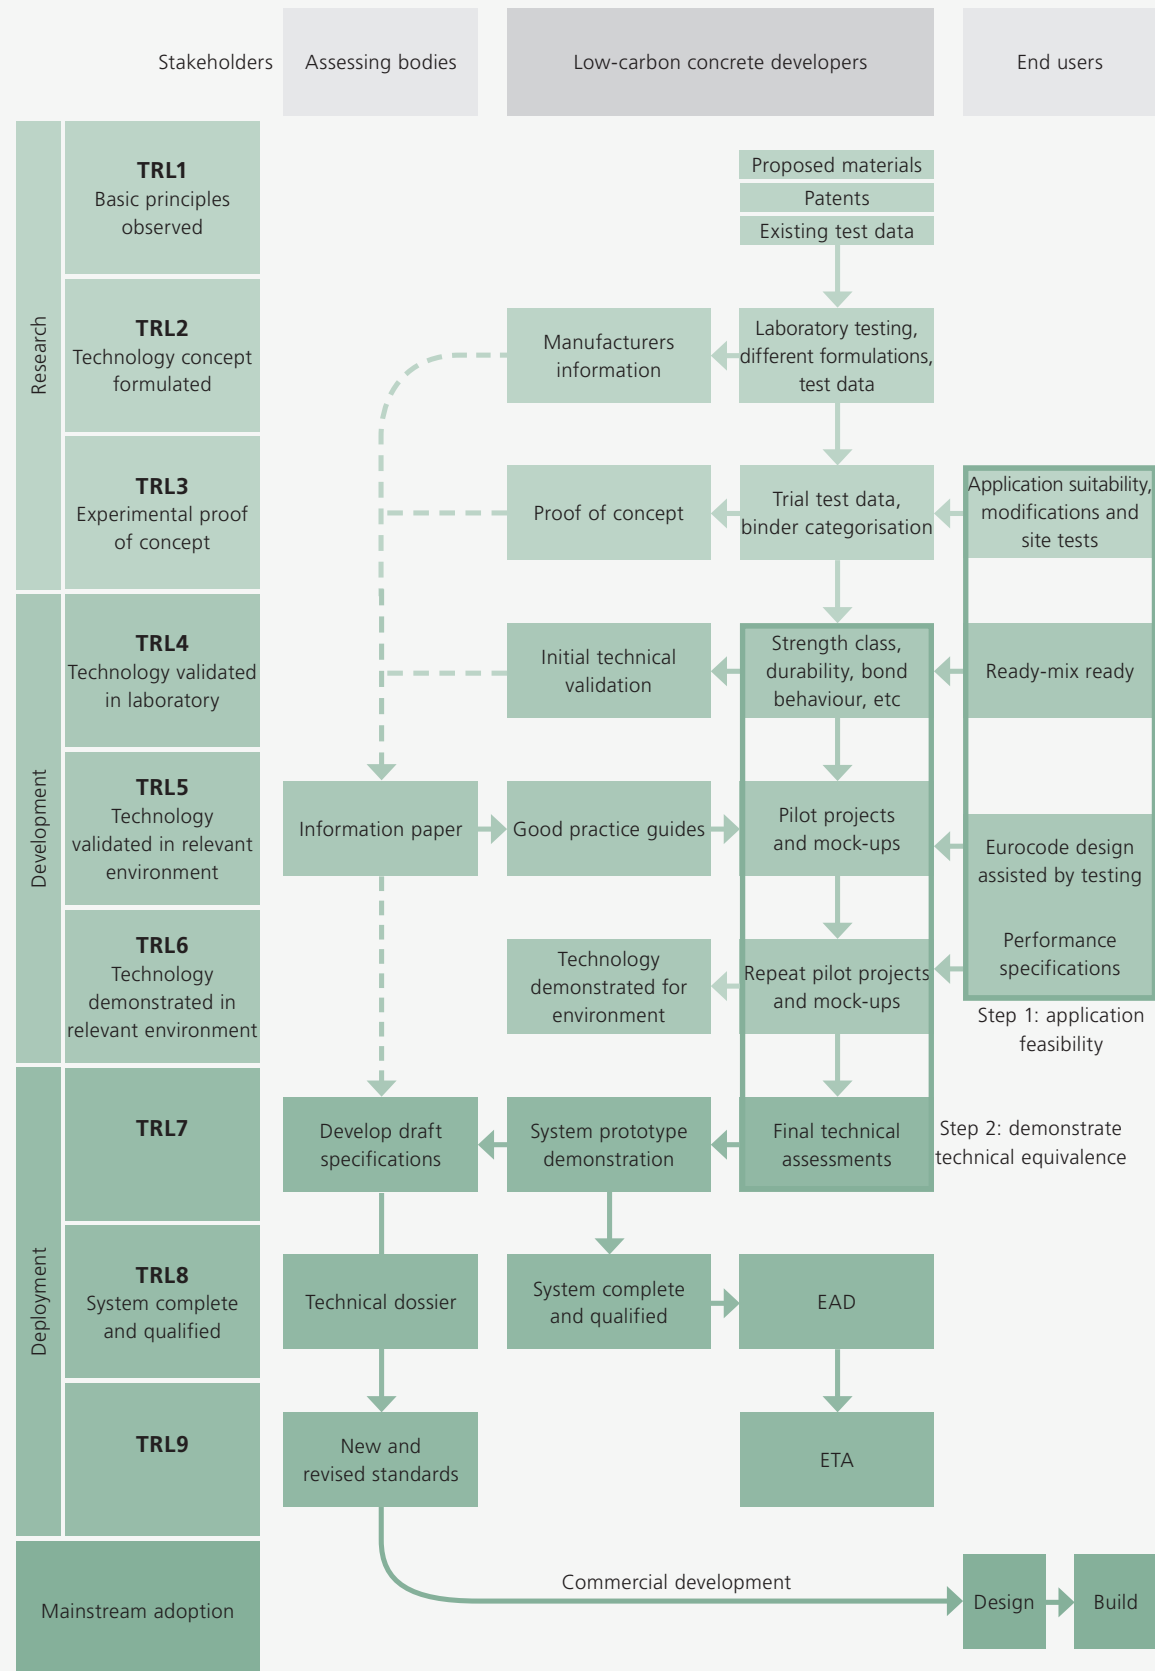 Stakeholders
Assessing bodies
Low-carbon concrete developers
End users
Research
TRL1
Basic principles
observed
Proposed materials
Patents
Existing test data
TRL2
Technology concept
formulated
Manufacturers
information
Laboratory testing,
different formulations,
test data
TRL3
Experimental proof
of concept
Proof of concept
Trial test data,
binder categorisation
Application suitability,
modifications and
site tests
Development
TRL4
Technology validated
in laboratory
Initial technical
validation
Strength class,
durability, bond
behaviour, etc
Ready-mix ready
TRL5
Technology
validated in relevant
environment
Information paper
Good practice guides
Pilot projects
and mock-ups
Eurocode design
assisted by testing
TRL6
Technology
demonstrated in
relevant environment
Technology
demonstrated for
environment
Repeat pilot projects
and mock-ups
Performance
specifications
Step 1: application
feasibility
Deployment
TRL7
Develop draft
specifications
System prototype
demonstration
Final technical
assessments
Step 2: demonstrate
technical equivalence
TRL8
System complete
and qualified
Technical dossier
System complete
and qualified
EAD
TRL9
New and
revised standards
ETA
Mainstream adoption
Commercial development
Design
Build